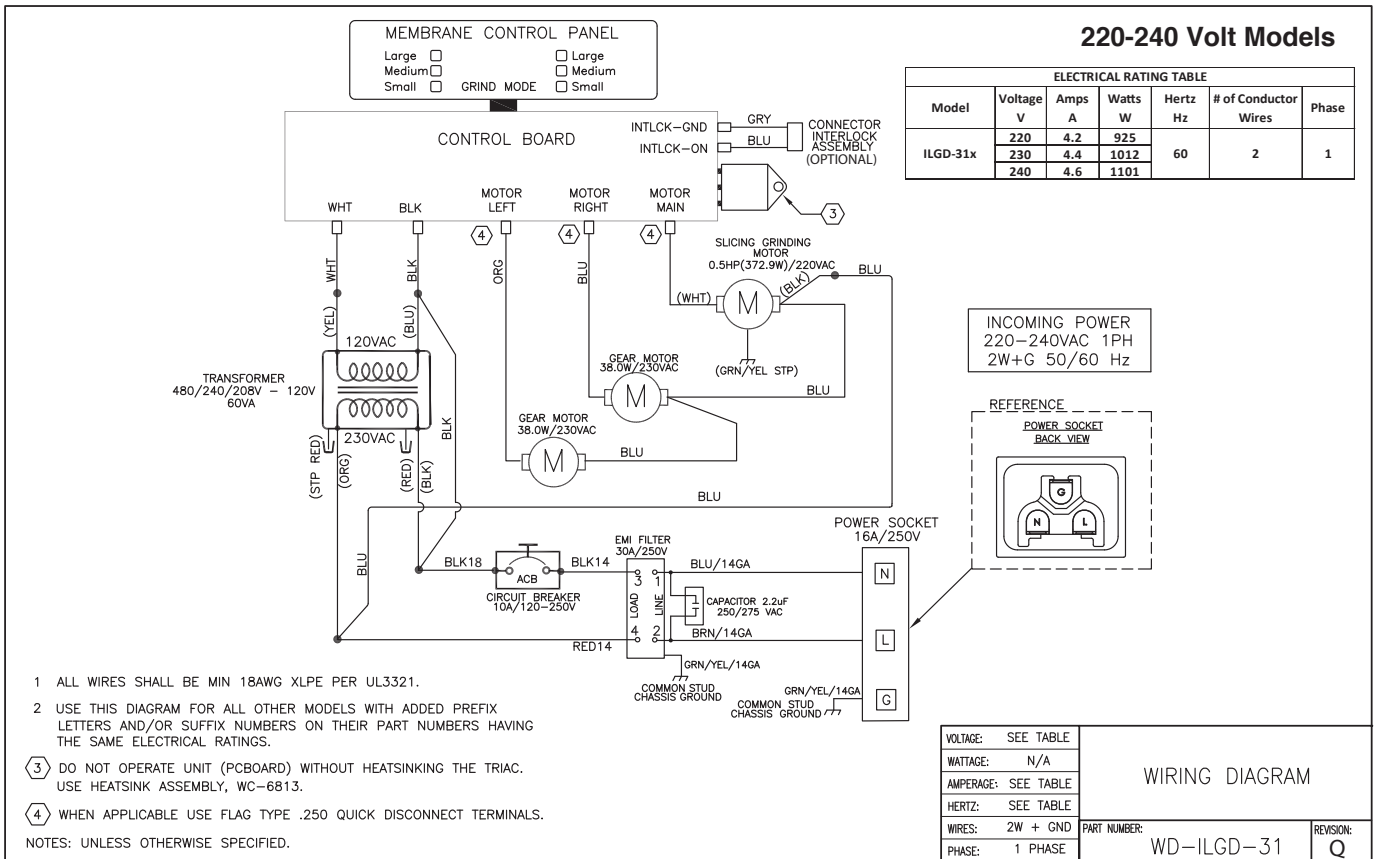 220-240 Volt Models
MEMBRANE CONTROL PANEL
Large
Large
Medium
Medium
Small
GRIND MODE
Small
CONTROL BOARD
INTLCK-GND
GRY
INTLCK-ON
BLU
CONNECTOR
INTERLOCK
ASSEMBLY
(OPTIONAL)
WHT
BLK
MOTOR
LEFT
MOTOR
RIGHT
MOTOR
MAIN
3
4
4
4
ELECTRICAL RATING TABLE
Model
Voltage
V
Amps
A
Watts
W
Hertz
Hz
# of Conductor
Wires
Phase
ILGD-31x
220 4.2 925
230 4.4 1012
240 4.6 1101
60
2
1
WHT
BLK
ORG
BLU
(YEL)
(BLU)
SLICING GRINDING
MOTOR
0.5HP(372.9W)/220VAC
(WHT)
M
(BLK)
BLU
(GRN/YEL STP)
120VAC
TRANSFORMER
480/240/208V - 120V
60VA
230VAC
(STP RED)
(ORG)
(RED)
(BLK)
BLK
GEAR MOTOR
38.0W/230VAC
M
BLU
GEAR MOTOR
38.0W/230VAC
M
BLU
BLU
BLU
INCOMING POWER
220-240VAC 1PH
2W+G 50/60 Hz
REFERENCE
POWER SOCKET
BACK VIEW
G
N
L
BLK18
ACB
BLK14
CIRCUIT BREAKER
10A/120-250V
EMI FILTER
30A/250V
3
1
LOAD
LINE
4
2
RED14
BLU/14GA
CAPACITOR 2.2uF
250/275 VAC
BRN/14GA
GRN/YEL/14GA
COMMON STUD
CHASSIS GROUND
POWER SOCKET
16A/250V
N
L
G
GRN/YEL/14GA
COMMON STUD
CHASSIS GROUND
1 ALL WIRES SHALL BE MIN 18AWG XLPE PER UL3321.
2 USE THIS DIAGRAM FOR ALL OTHER MODELS WITH ADDED PREFIX
LETTERS AND/OR SUFFIX NUMBERS ON THEIR PART NUMBERS HAVING
THE SAME ELECTRICAL RATINGS.
3 DO NOT OPERATE UNIT (PCBOARD) WITHOUT HEATSINKING THE TRIAC.
USE HEATSINK ASSEMBLY, WC-6813.
4 WHEN APPLICABLE USE FLAG TYPE .250 QUICK DISCONNECT TERMINALS.
NOTES: UNLESS OTHERWISE SPECIFIED.
VOLTAGE: SEE TABLE
WATTAGE: N/A
AMPERAGE: SEE TABLE
HERTZ: SEE TABLE
WIRES: 2W + GND
PHASE: 1 PHASE
WIRING DIAGRAM
PART NUMBER:
WD-ILGD-31
REVISION:
Q